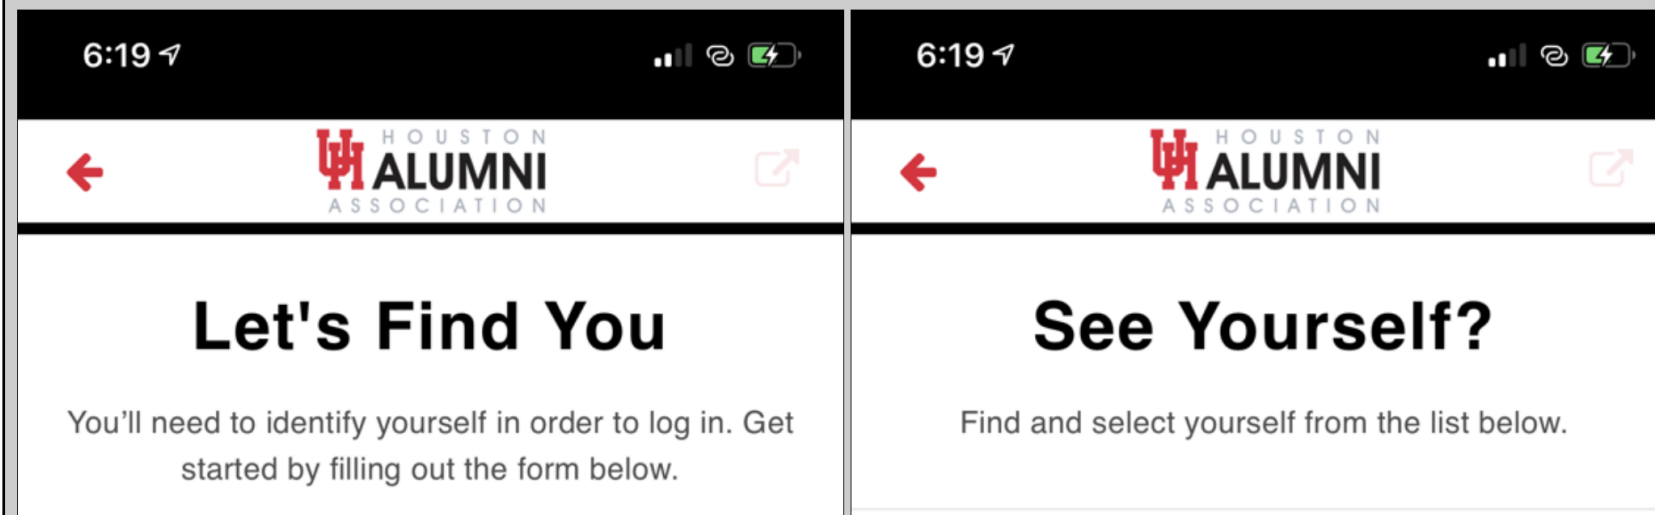 6:19
HOUSTON
ALUMNI
ASSOCIATION
Let's Find You
You'll need to identify yourself in order to log in. Get
started by filling out the form below.
6:19
HOUSTON
ALUMNI
ASSOCIATION
See Yourself?
Find and select yourself from the list below.